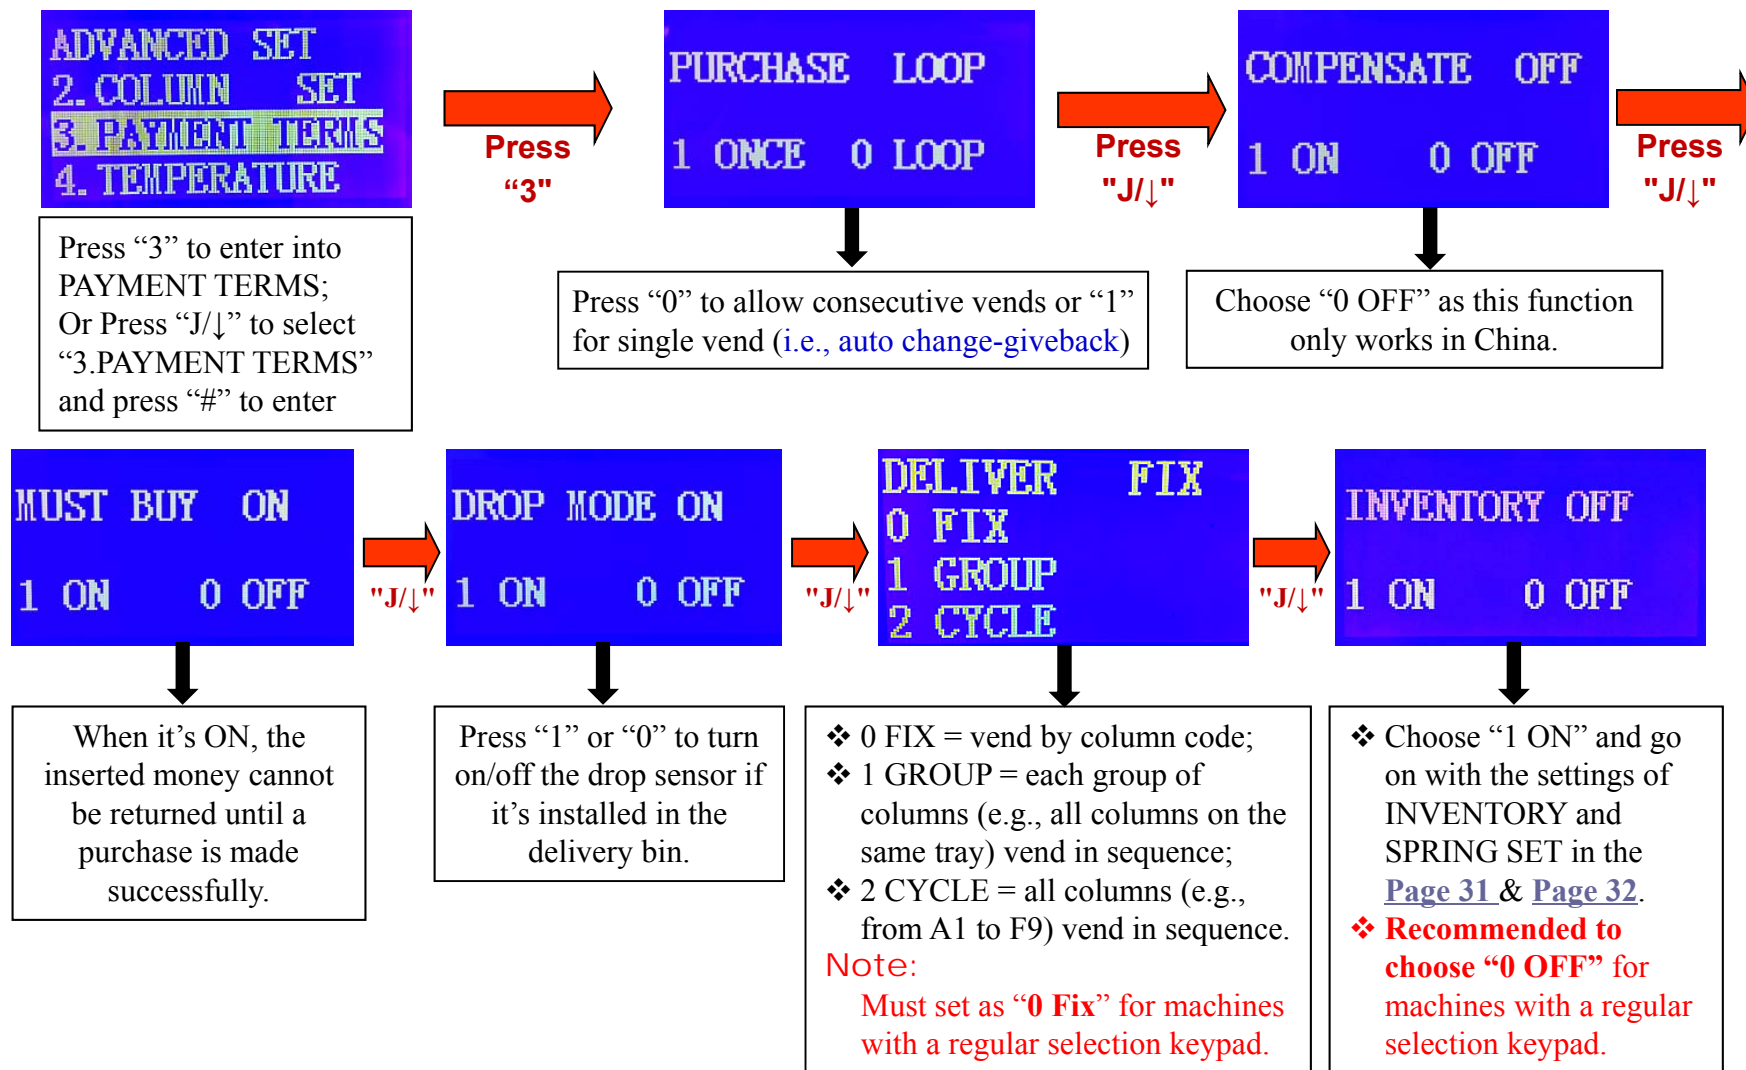 ADVANCED SET
2. COLUMN SET
3. PAYMENT TERMS
4. TEMPERATURE
Press
“3"
PURCHASE LOOP
1 ONCE 0 LOOP
Press
"J/↓"
COMPENSATE OFF
1 ON 0 OFF
Press
"J/↓"
Press “3” to enter into
PAYMENT TERMS;
Or Press “J/↓” to select
“3.PAYMENT TERMS”
and press “#” to enter
Press “0” to allow consecutive vends or “1”
for single vend (i.e., auto change-giveback)
Choose “0 OFF” as this function
only works in China.
MUST BUY ON
1 ON 0 OFF
"J/↓"
DROP MODE ON
1 ON 0 OFF
"J/↓"
DELIVER FIX
0 FIX
1 GROUP
2 CYCLE
"J/↓"
INVENTORY OFF
1 ON 0 OFF
When it’s ON, the
inserted money cannot
be returned until a
purchase is made
successfully.
Press “1” or “0” to turn
on/off the drop sensor if
it’s installed in the
delivery bin.
❖ 0 FIX = vend by column code;
❖ 1 GROUP = each group of
columns (e.g., all columns on the
same tray) vend in sequence;
❖ 2 CYCLE = all columns (e.g.,
from A1 to F9) vend in sequence.
Note:
Must set as “0 Fix” for machines
with a regular selection keypad.
❖ Choose “1 ON” and go
on with the settings of
INVENTORY and
SPRING SET in the
Page 31 & Page 32.
❖ Recommended to
choose “0 OFF” for
machines with a regular
selection keypad.